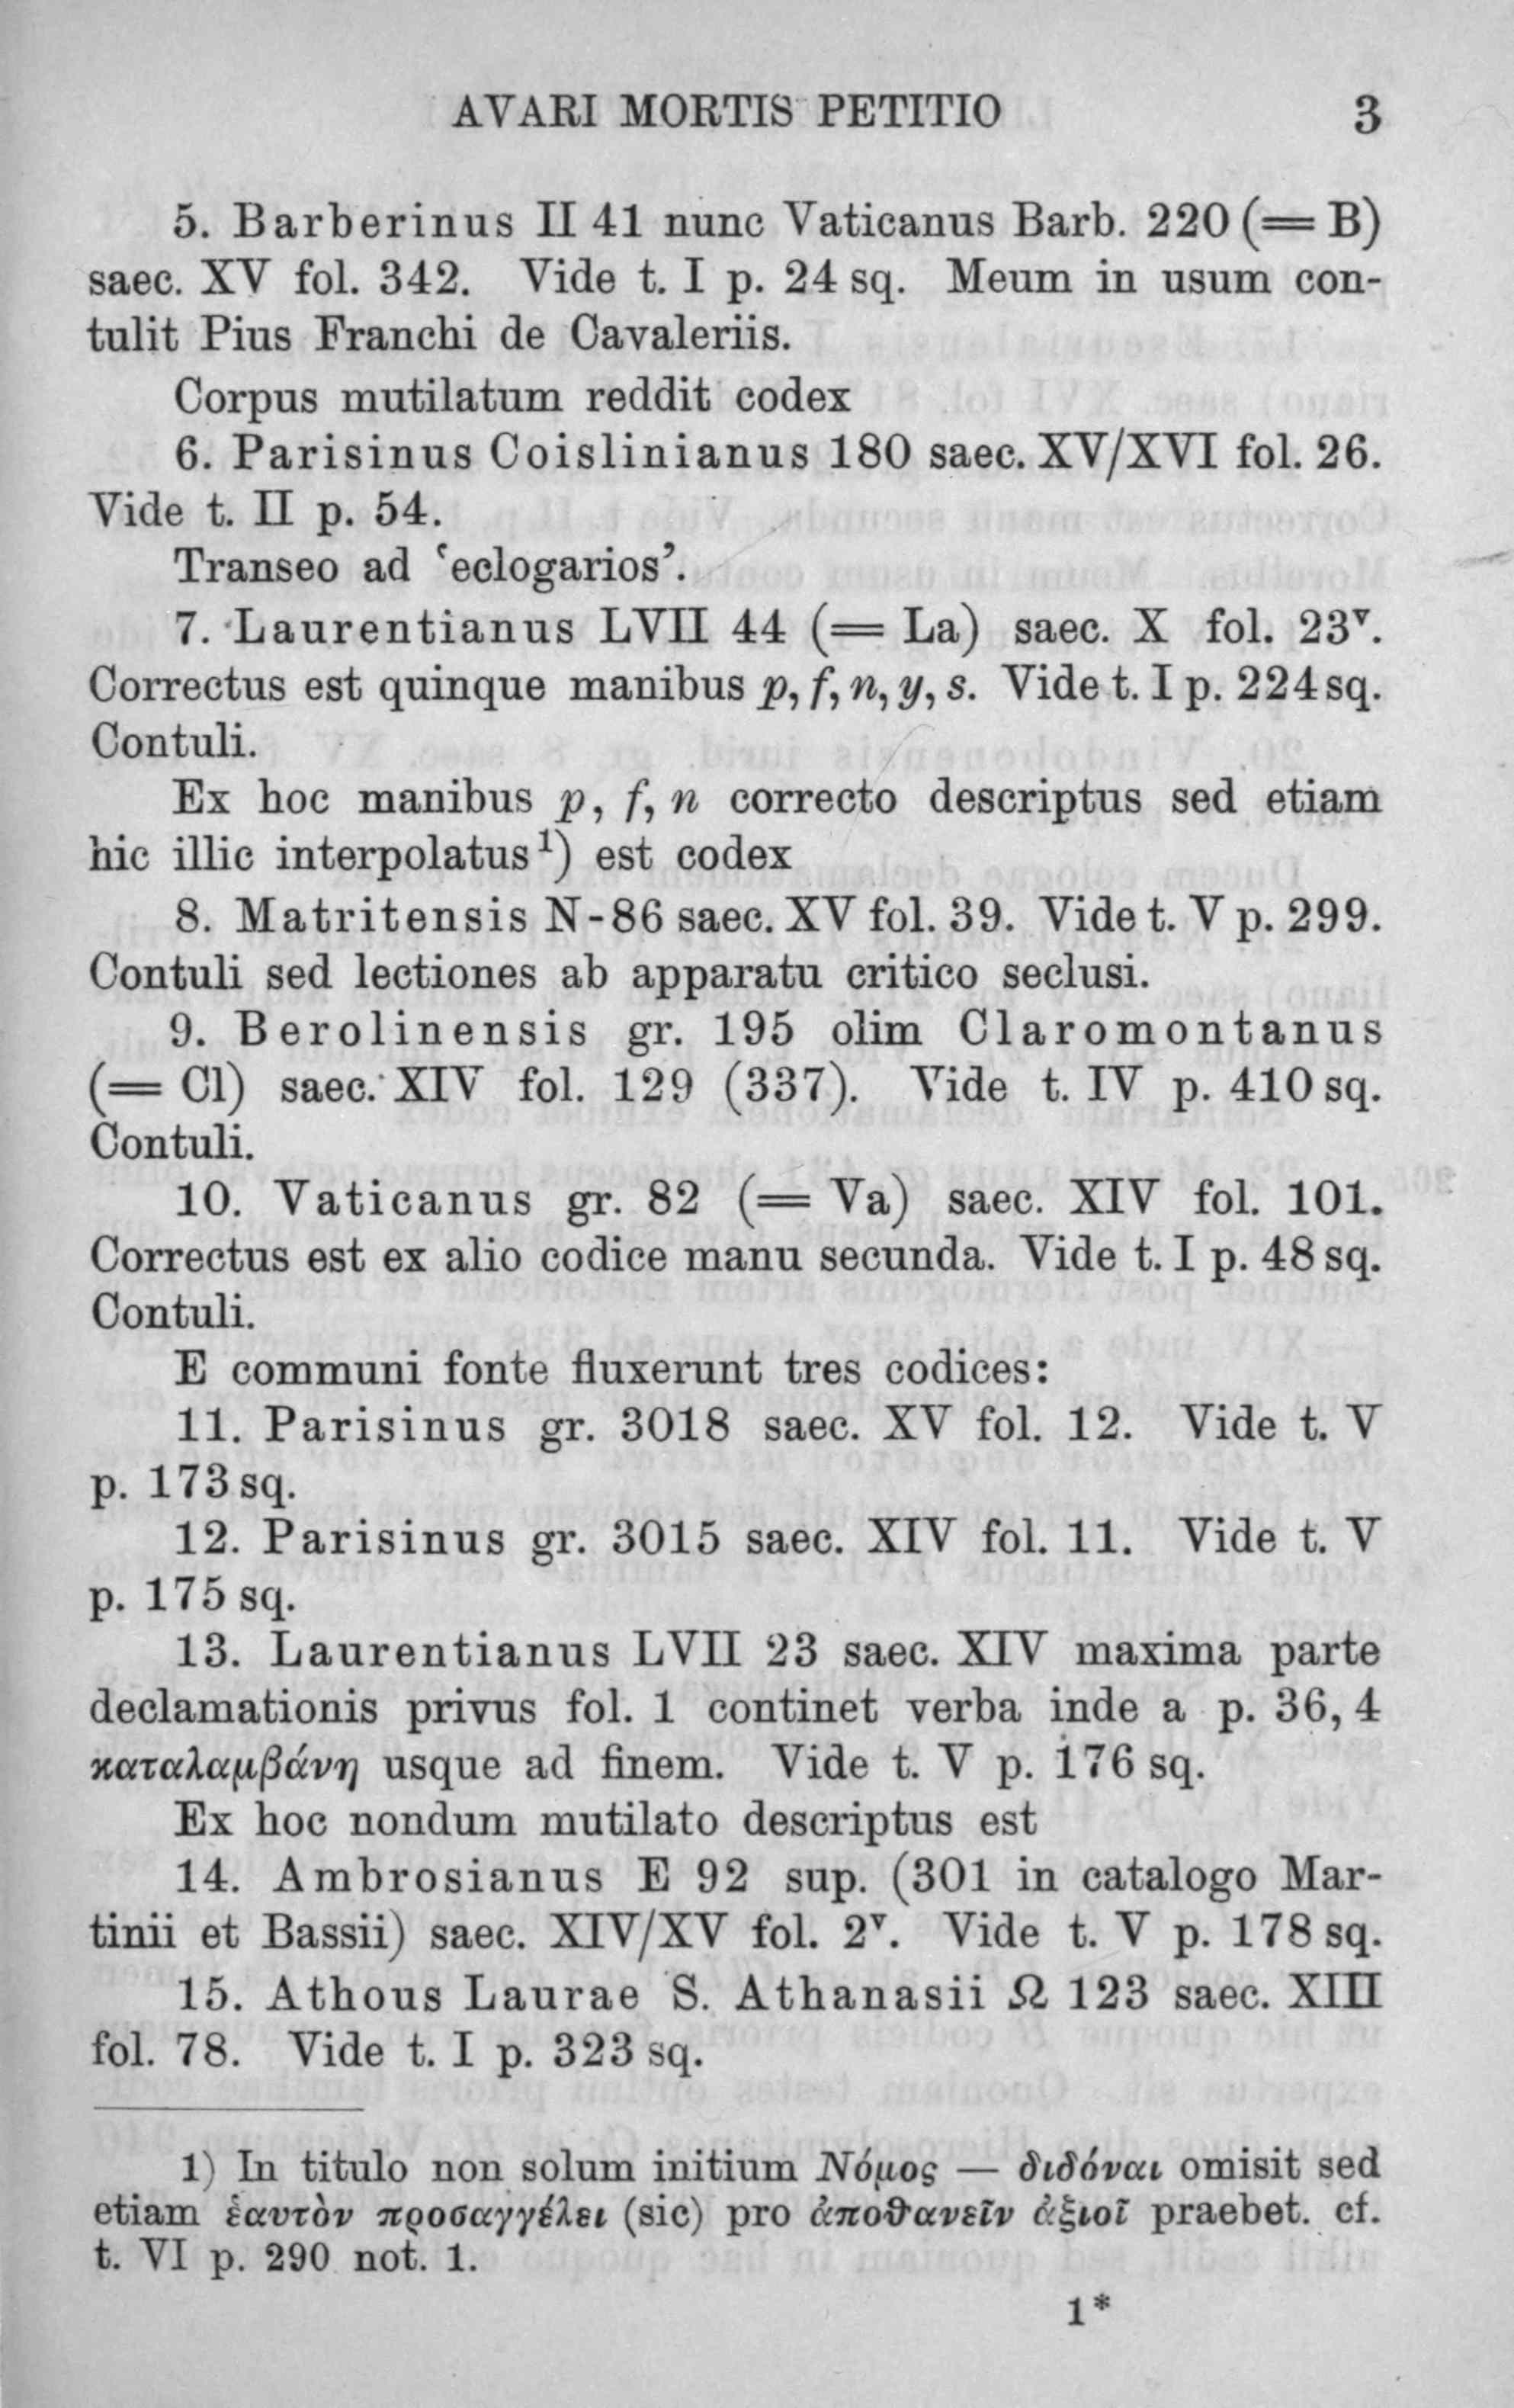 AVARI MORTIS PETITIO 3
5. Barberinus II 41 nunc Vaticanus Barb. 220 (= B)
saec. XV fol. 342. Vide t. I p. 24 sq. Meum in usum con-
tulit Pius Franchi de Cavaleriis.
Corpus mutilatum reddit codex
6. Parisinus Coislinianus 180 saec. XV/XVI fol. 26.
Vide t. II p. 54.
Transeo ad ‘eclogarios’.
7. Laurentianus LVII 44 (= La) saec. X fol. 23ᵛ.
Correctus est quinque manibus p, f, n, y, s. Vide t. I p. 224 sq.
Contuli.
Ex hoc manibus p, f, n correcto descriptus sed etiam
hic illic interpolatus¹) est codex
8. Matritensis N-86 saec. XV fol. 39. Vide t. V p. 299.
Contuli sed lectiones ab apparatu critico seclusi.
9. Berolinensis gr. 195 olim Claromontanus
(= Cl) saec. XIV fol. 129 (337). Vide t. IV p. 410 sq.
Contuli.
10. Vaticanus gr. 82 (= Va) saec. XIV fol. 101.
Correctus est ex alio codice manu secunda. Vide t. I p. 48 sq.
Contuli.
E communi fonte fluxerunt tres codices:
11. Parisinus gr. 3018 saec. XV fol. 12. Vide t. V
p. 173 sq.
12. Parisinus gr. 3015 saec. XIV fol. 11. Vide t. V
p. 175 sq.
13. Laurentianus LVII 23 saec. XIV maxima parte
declamationis privus fol. 1 continet verba inde a p. 36, 4
καταλαμβάνη usque ad finem. Vide t. V p. 176 sq.
Ex hoc nondum mutilato descriptus est
14. Ambrosianus E 92 sup. (301 in catalogo Mar-
tinii et Bassii) saec. XIV/XV fol. 2ᵛ. Vide t. V p. 178 sq.
15. Athous Laurae S. Athanasii Ω 123 saec. XIII
fol. 78. Vide t. I p. 323 sq.
1) In titulo non solum initium Νόμος — διδόναι omisit sed
etiam ἑαυτὸν προσαγγέλει (sic) pro ἀποθανεῖν ἀξιοῖ praebet. cf.
t. VI p. 290 not. 1.
1*